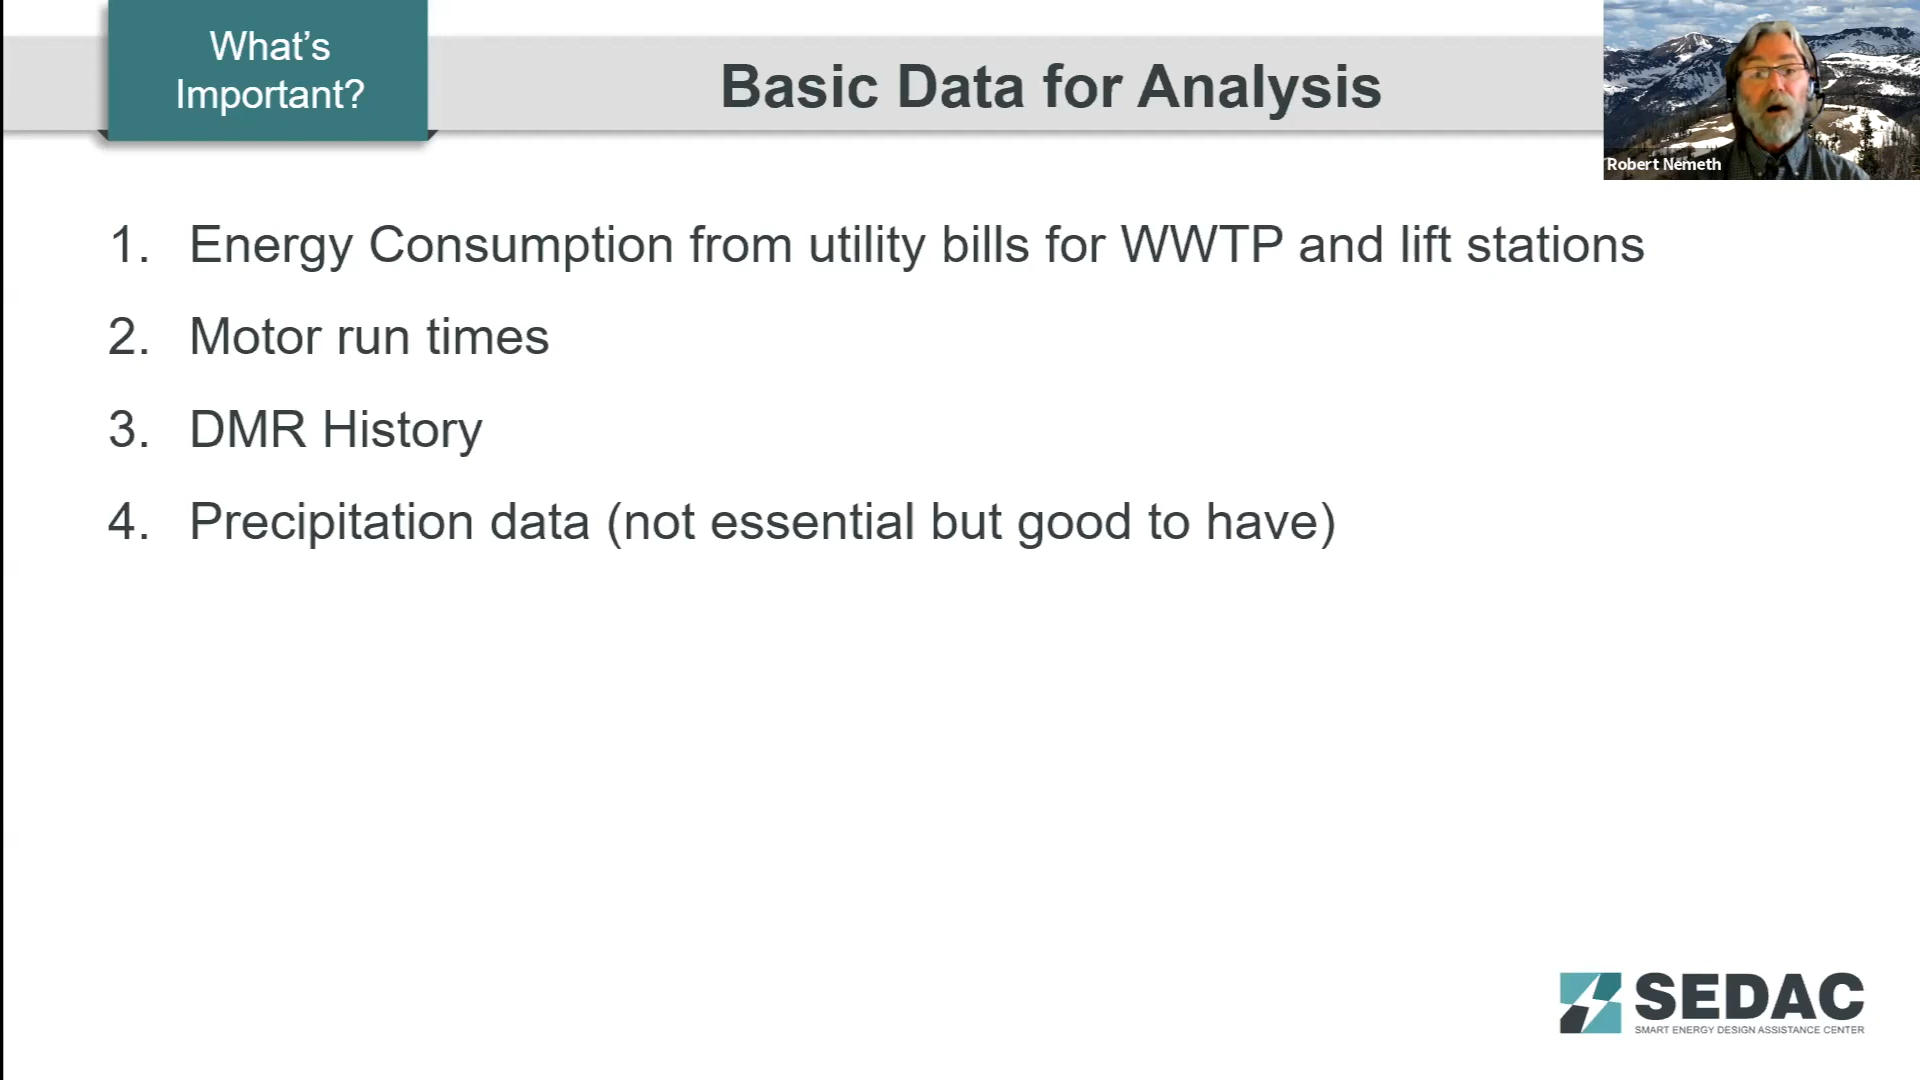 What's
Important?
Basic Data for Analysis
Robert Nemeth
1. Energy Consumption from utility bills for WWTP and lift stations
2. Motor run times
3. DMR History
4. Precipitation data (not essential but good to have)
SEDAC
SMART ENERGY DESIGN ASSISTANCE CENTER